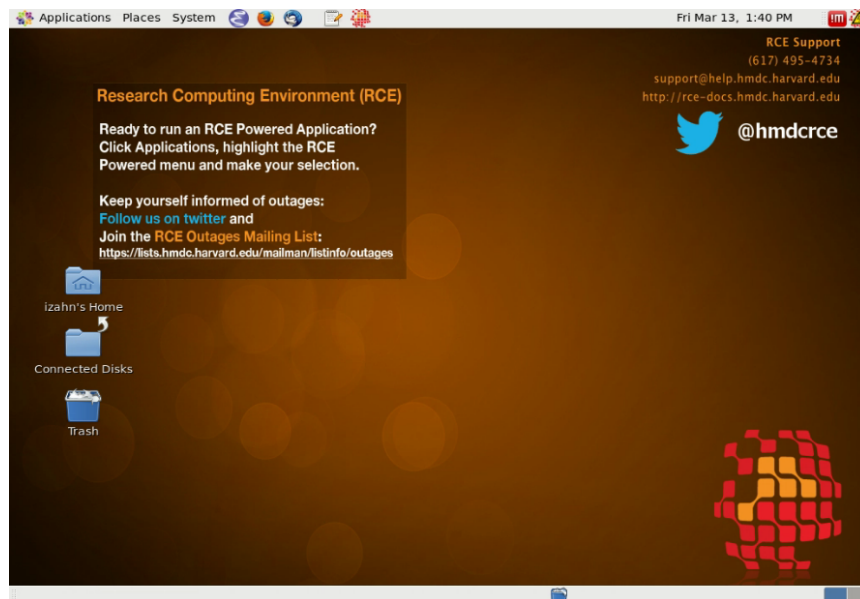 Applications Places System Fri Mar 13, 1:40 PM
RCE Support
(617) 495-4734
support@help.hmdc.harvard.edu
http://rce-docs.hmdc.harvard.edu
@hmdcrce
Research Computing Environment (RCE)
Ready to run an RCE Powered Application?
Click Applications, highlight the RCE
Powered menu and make your selection.
Keep yourself informed of outages:
Follow us on twitter and
Join the RCE Outages Mailing List:
https://lists.hmdc.harvard.edu/mailman/listinfo/outages
izahn's Home
Connected Disks
Trash